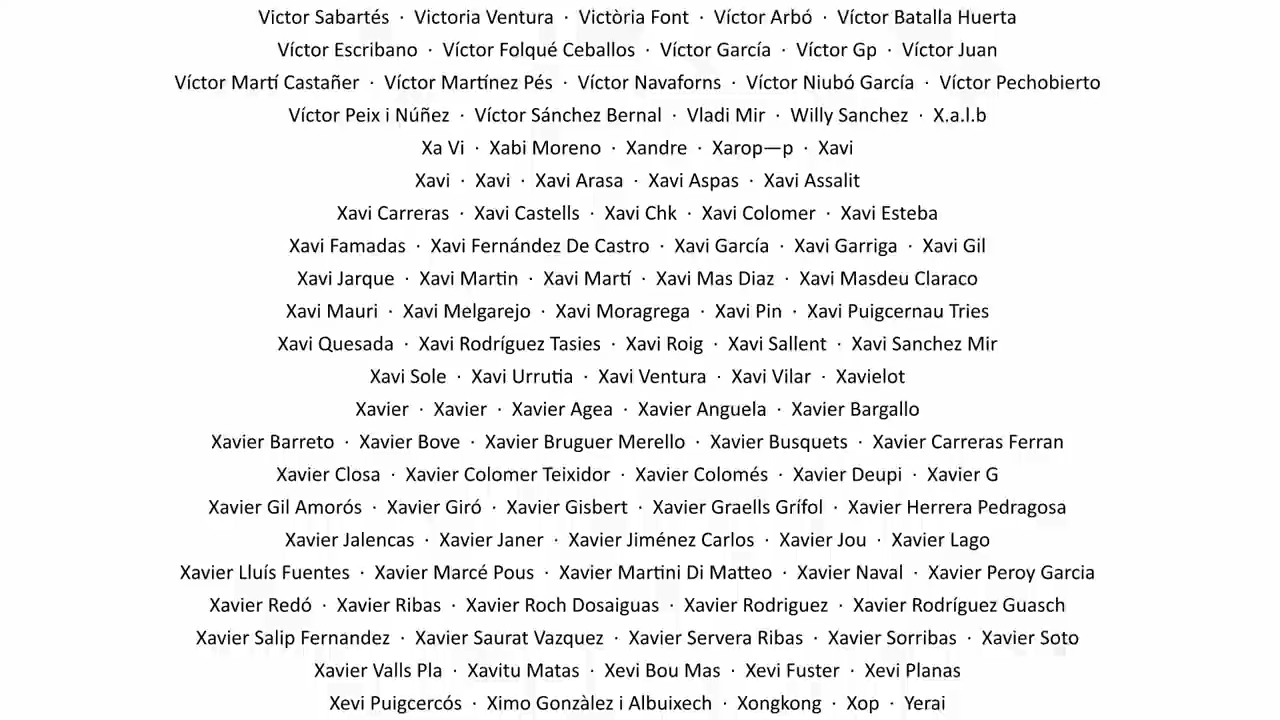 Victor Sabartés · Victoria Ventura · Victòria Font · Víctor Arbó · Víctor Batalla Huerta
Víctor Escribano · Víctor Folqué Ceballos · Víctor García · Víctor Gp · Víctor Juan
Víctor Martí Castañer · Víctor Martínez Pés · Víctor Navaforns · Víctor Niubó García · Víctor Pechobierto
Víctor Peix i Núñez · Víctor Sánchez Bernal · Vladi Mir · Willy Sanchez · X.a.l.b
Xa Vi · Xabi Moreno · Xandre · Xarop—p · Xavi
Xavi · Xavi · Xavi Arasa · Xavi Aspas · Xavi Assalit
Xavi Carreras · Xavi Castells · Xavi Chk · Xavi Colomer · Xavi Esteba
Xavi Famadas · Xavi Fernández De Castro · Xavi García · Xavi Garriga · Xavi Gil
Xavi Jarque · Xavi Martin · Xavi Martí · Xavi Mas Diaz · Xavi Masdeu Claraco
Xavi Mauri · Xavi Melgarejo · Xavi Moragrega · Xavi Pin · Xavi Puigcernau Tries
Xavi Quesada · Xavi Rodríguez Tasies · Xavi Roig · Xavi Sallent · Xavi Sanchez Mir
Xavi Sole · Xavi Urrutia · Xavi Ventura · Xavi Vilar · Xavielot
Xavier · Xavier · Xavier Agea · Xavier Anguela · Xavier Bargallo
Xavier Barreto · Xavier Bove · Xavier Bruguer Merello · Xavier Busquets · Xavier Carreras Ferran
Xavier Closa · Xavier Colomer Teixidor · Xavier Colomés · Xavier Deupi · Xavier G
Xavier Gil Amorós · Xavier Giró · Xavier Gisbert · Xavier Graells Grífol · Xavier Herrera Pedragosa
Xavier Jalencas · Xavier Janer · Xavier Jiménez Carlos · Xavier Jou · Xavier Lago
Xavier Lluís Fuentes · Xavier Marcé Pous · Xavier Martini Di Matteo · Xavier Naval · Xavier Peroy Garcia
Xavier Redó · Xavier Ribas · Xavier Roch Dosaiguas · Xavier Rodriguez · Xavier Rodríguez Guasch
Xavier Salip Fernandez · Xavier Saurat Vazquez · Xavier Servera Ribas · Xavier Sorribas · Xavier Soto
Xavier Valls Pla · Xavitu Matas · Xevi Bou Mas · Xevi Fuster · Xevi Planas
Xevi Puigcercós · Ximo Gonzàlez i Albuixech · Xongkong · Xop · Yerai